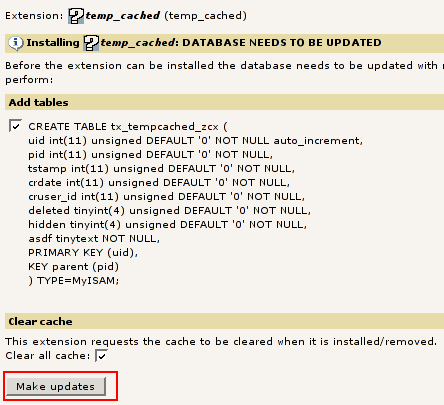 Extension: temp_cached (temp_cached)
Installing temp_cached: DATABASE NEEDS TO BE UPDATED
Before the extension can be installed the database needs to be updated with
perform:
Add tables
CREATE TABLE tx_tempcached_zcx (
uid int(11) unsigned DEFAULT '0' NOT NULL auto_increment,
pid int(11) unsigned DEFAULT '0' NOT NULL,
tstamp int(11) unsigned DEFAULT '0' NOT NULL,
crdate int(11) unsigned DEFAULT '0' NOT NULL,
cruser_id int(11) unsigned DEFAULT '0' NOT NULL,
deleted tinyint(4) unsigned DEFAULT '0' NOT NULL,
hidden tinyint(4) unsigned DEFAULT '0' NOT NULL,
asdf tinytext NOT NULL,
PRIMARY KEY (uid),
KEY parent (pid)
) TYPE=MyISAM;
Clear cache
This extension requests the cache to be cleared when it is installed/removed.
Clear all cache:
Make updates